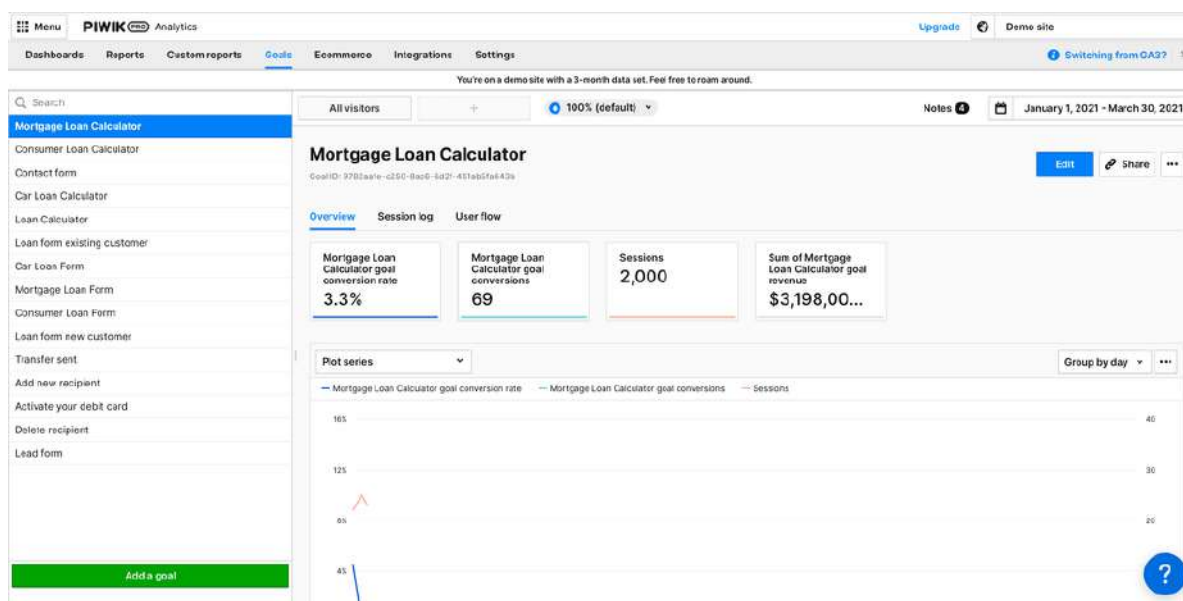 Menu PIWIK PRO Analytics Upgrade Demo site
Dashboards Reports Custom reports Goals Ecommerce Integrations Settings Switching from GA3?
You're on a demo site with a 3-month data set. Feel free to roam around.
Search
All visitors + 100% (default) Notes 4 January 1, 2021 - March 30, 2021
Mortgage Loan Calculator
Consumer Loan Calculator
Contact form
Car Loan Calculator
Loan Calculator
Loan form existing customer
Car Loan Form
Mortgage Loan Form
Consumer Loan Form
Loan form new customer
Transfer sent
Add new recipient
Activate your debit card
Delete recipient
Lead form
Add a goal
Mortgage Loan Calculator
Edit Share
Goal ID:
Overview Session log User flow
Mortgage Loan
Calculator goal
conversion rate
3.3%
Mortgage Loan
Calculator goal
conversions
69
Sessions
2,000
Sum of Mortgage
Loan Calculator goal
revenue
$3,198,00...
Plot series Group by day
Mortgage Loan Calculator goal conversion rate Mortgage Loan Calculator goal conversions Sessions
16% 40
12% 30
8% 20
4%
?